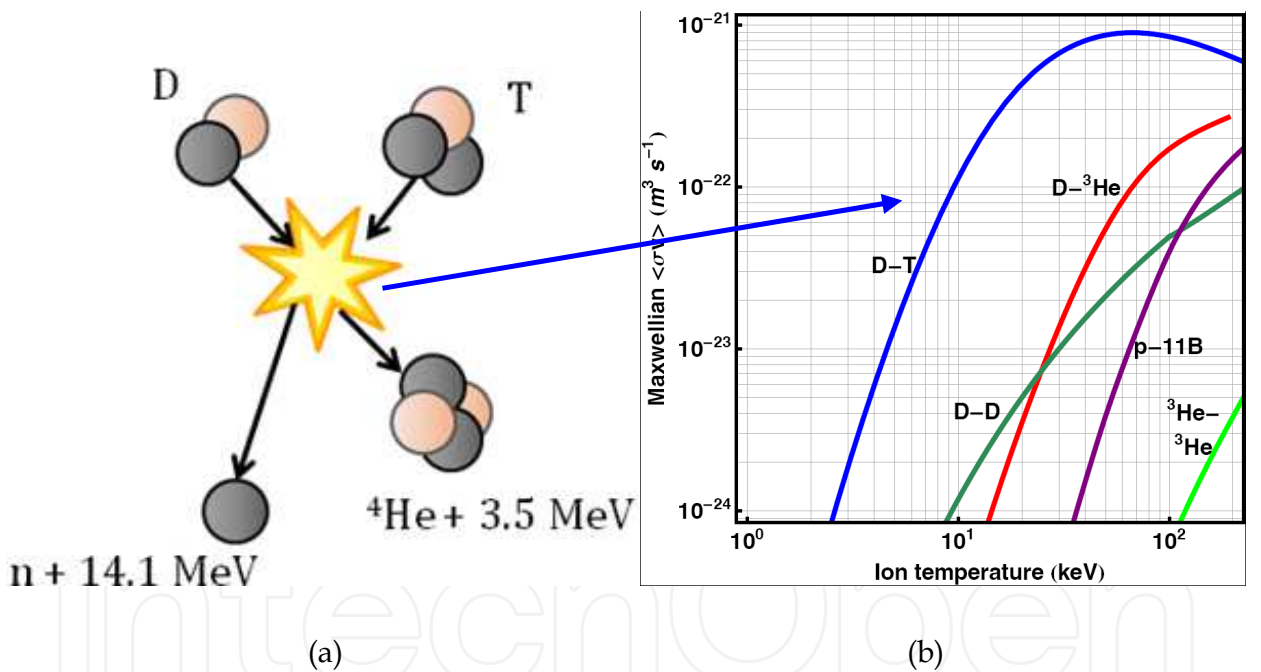 D
T
⁴He + 3.5 MeV
n + 14.1 MeV
(a)
10⁻²¹
10⁻²²
10⁻²³
10⁻²⁴
Maxwellian <σv> (m³ s⁻¹)
D–T
D–³He
D–D
p–11B
³He–
³He
10⁰
10¹
10²
Ion temperature (keV)
(b)
IntechOpen